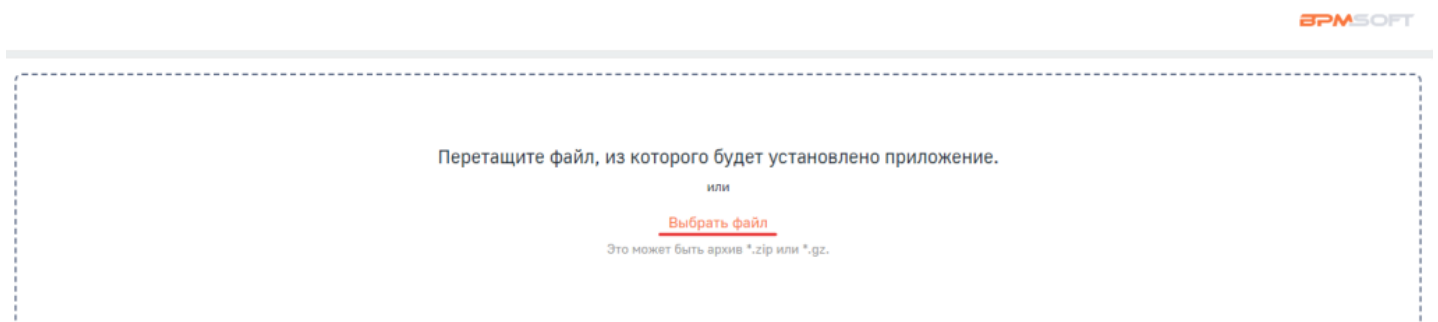 BPMSOFT
Перетащите файл, из которого будет установлено приложение.
или
Выбрать файл
Это может быть архив *.zip или *.gz.